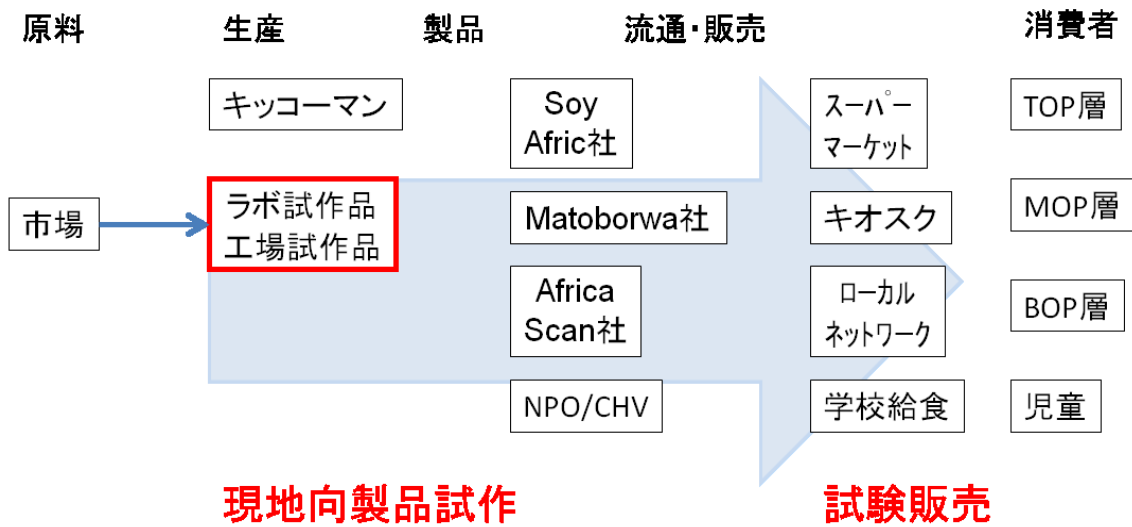 原料
生産
製品
流通・販売
消費者
キッコーマン
Soy
Afric社
スーパー
マーケット
TOP層
市場
ラボ試作品
工場試作品
Matoborwa社
キオスク
MOP層
Africa
Scan社
ローカル
ネットワーク
BOP層
NPO/CHV
学校給食
児童
現地向製品試作
試験販売